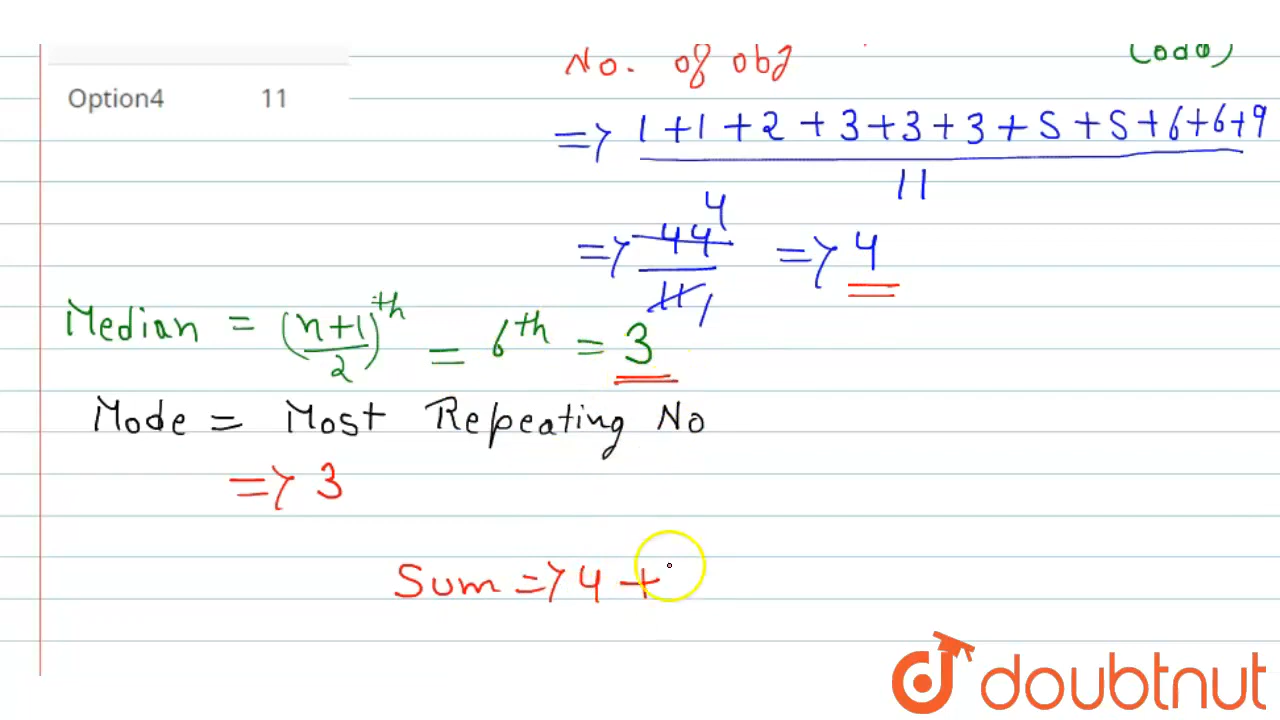 No. of obj
(odd)
Option4 11
=> 1+1+2+3+3+3+5+5+6+6+9
11
=> 44 4 => 4
11 1
Median = (n+1)th = 6th = 3
2
Mode = Most Repeating No
=> 3
Sum => 4 +
doubtnut